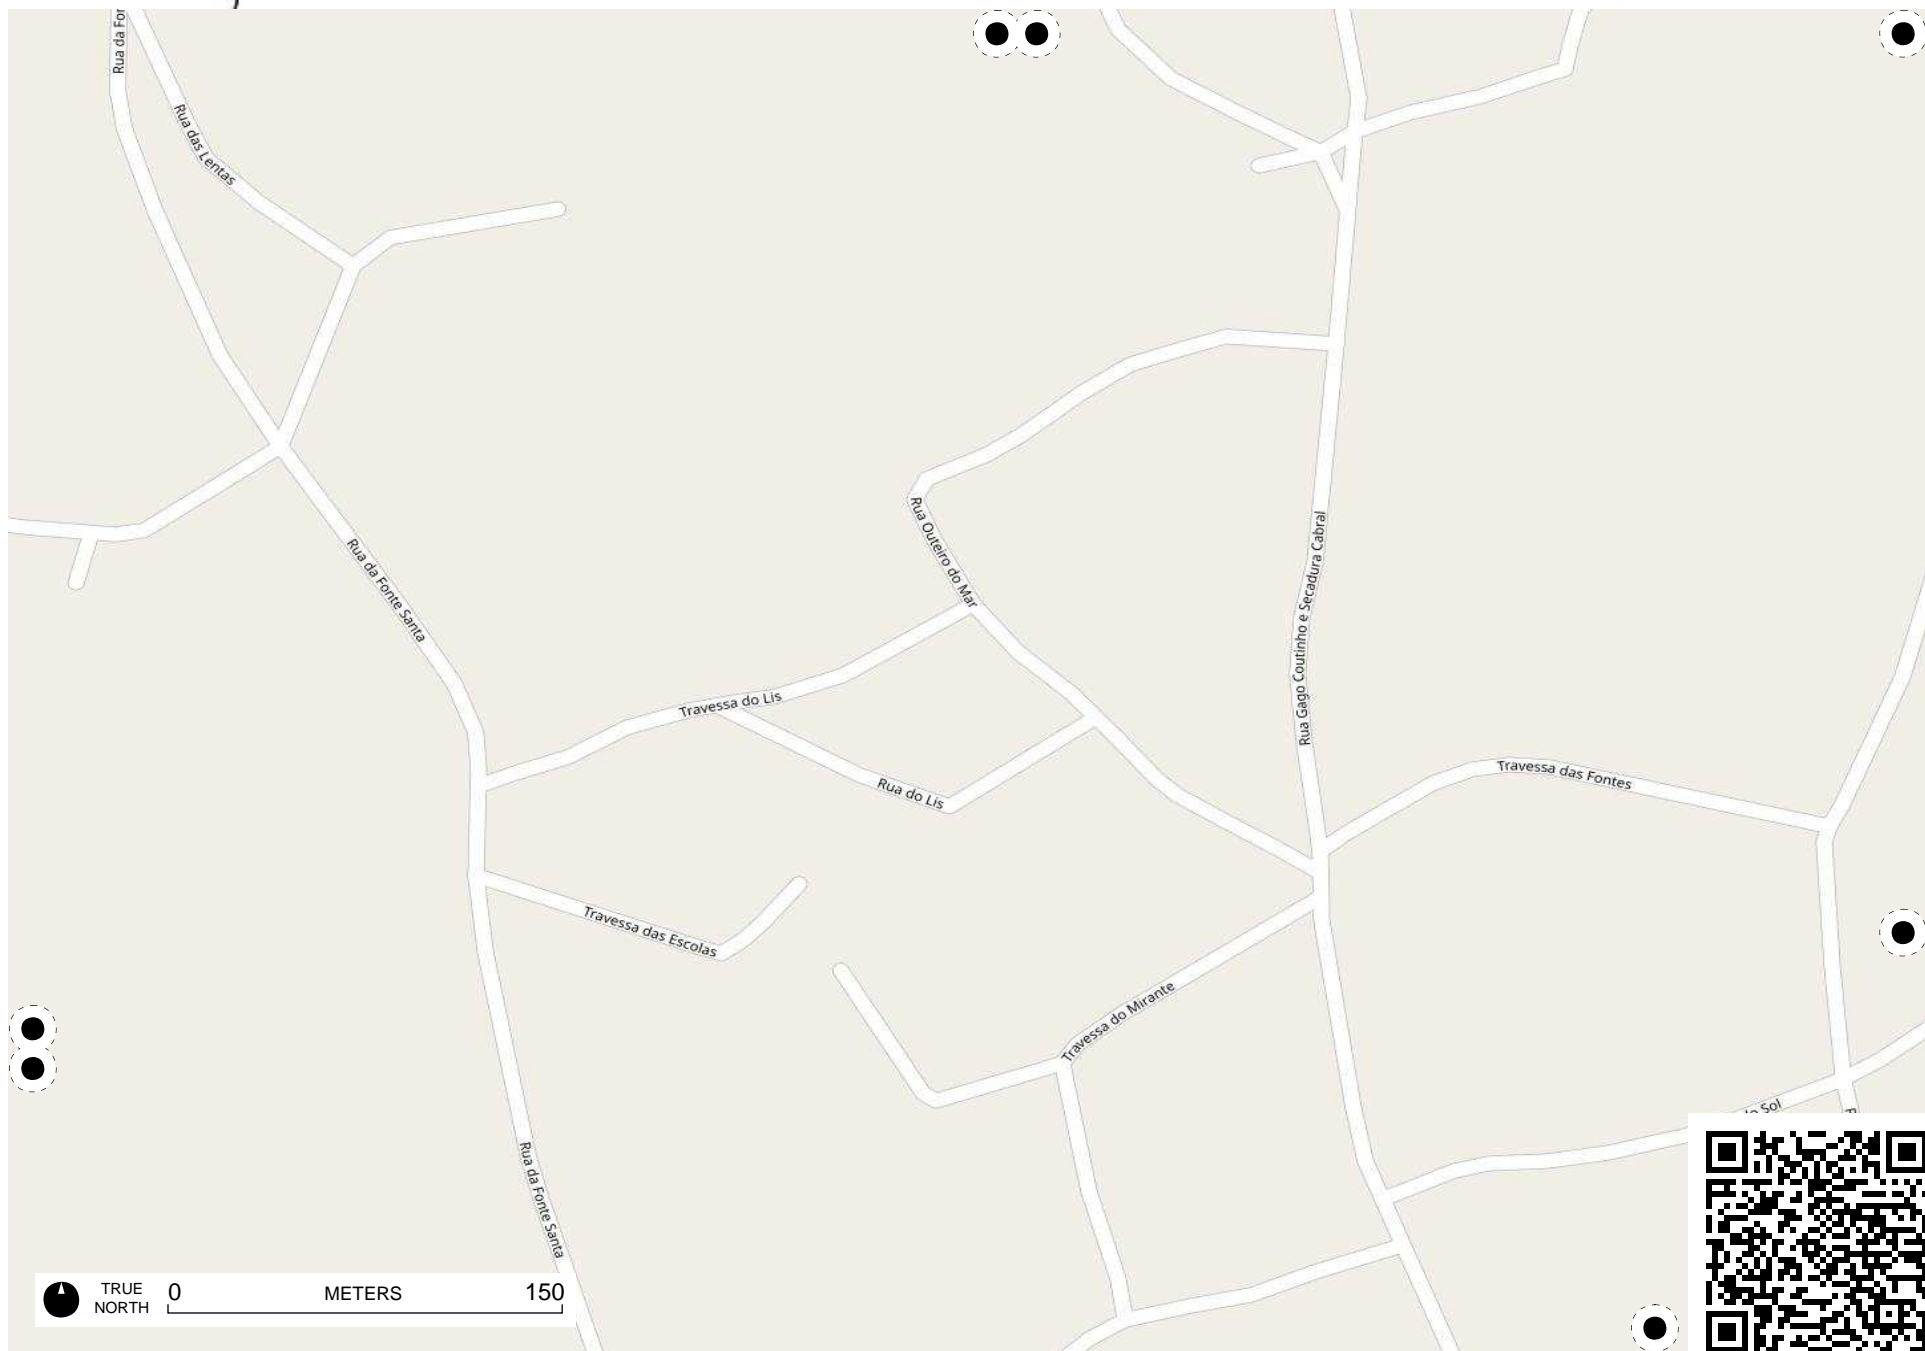 Rua da Fon
Rua das Lentas
Rua da Fonte Santa
Rua Outeiro do Mar
Rua Gago Coutinho e Secadura Cabral
Travessa do Lis
Rua do Lis
Travessa das Fontes
Travessa das Escolas
Travessa do Mirante
Sol
Rua da Fonte Santa
TRUE NORTH
0 METERS 150